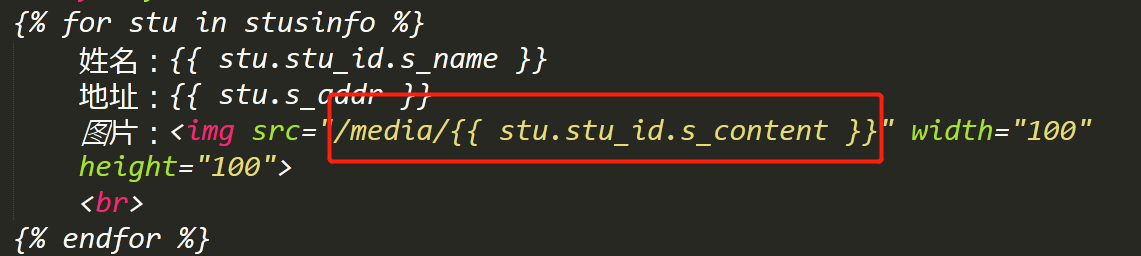 {% for stu in stusinfo %}
姓名：{{ stu.stu_id.s_name }}
地址：{{ stu.s_addr }}
图片：<img src="/media/{{ stu.stu_id.s_content }}" width="100"
height="100">
<br>
{% endfor %}